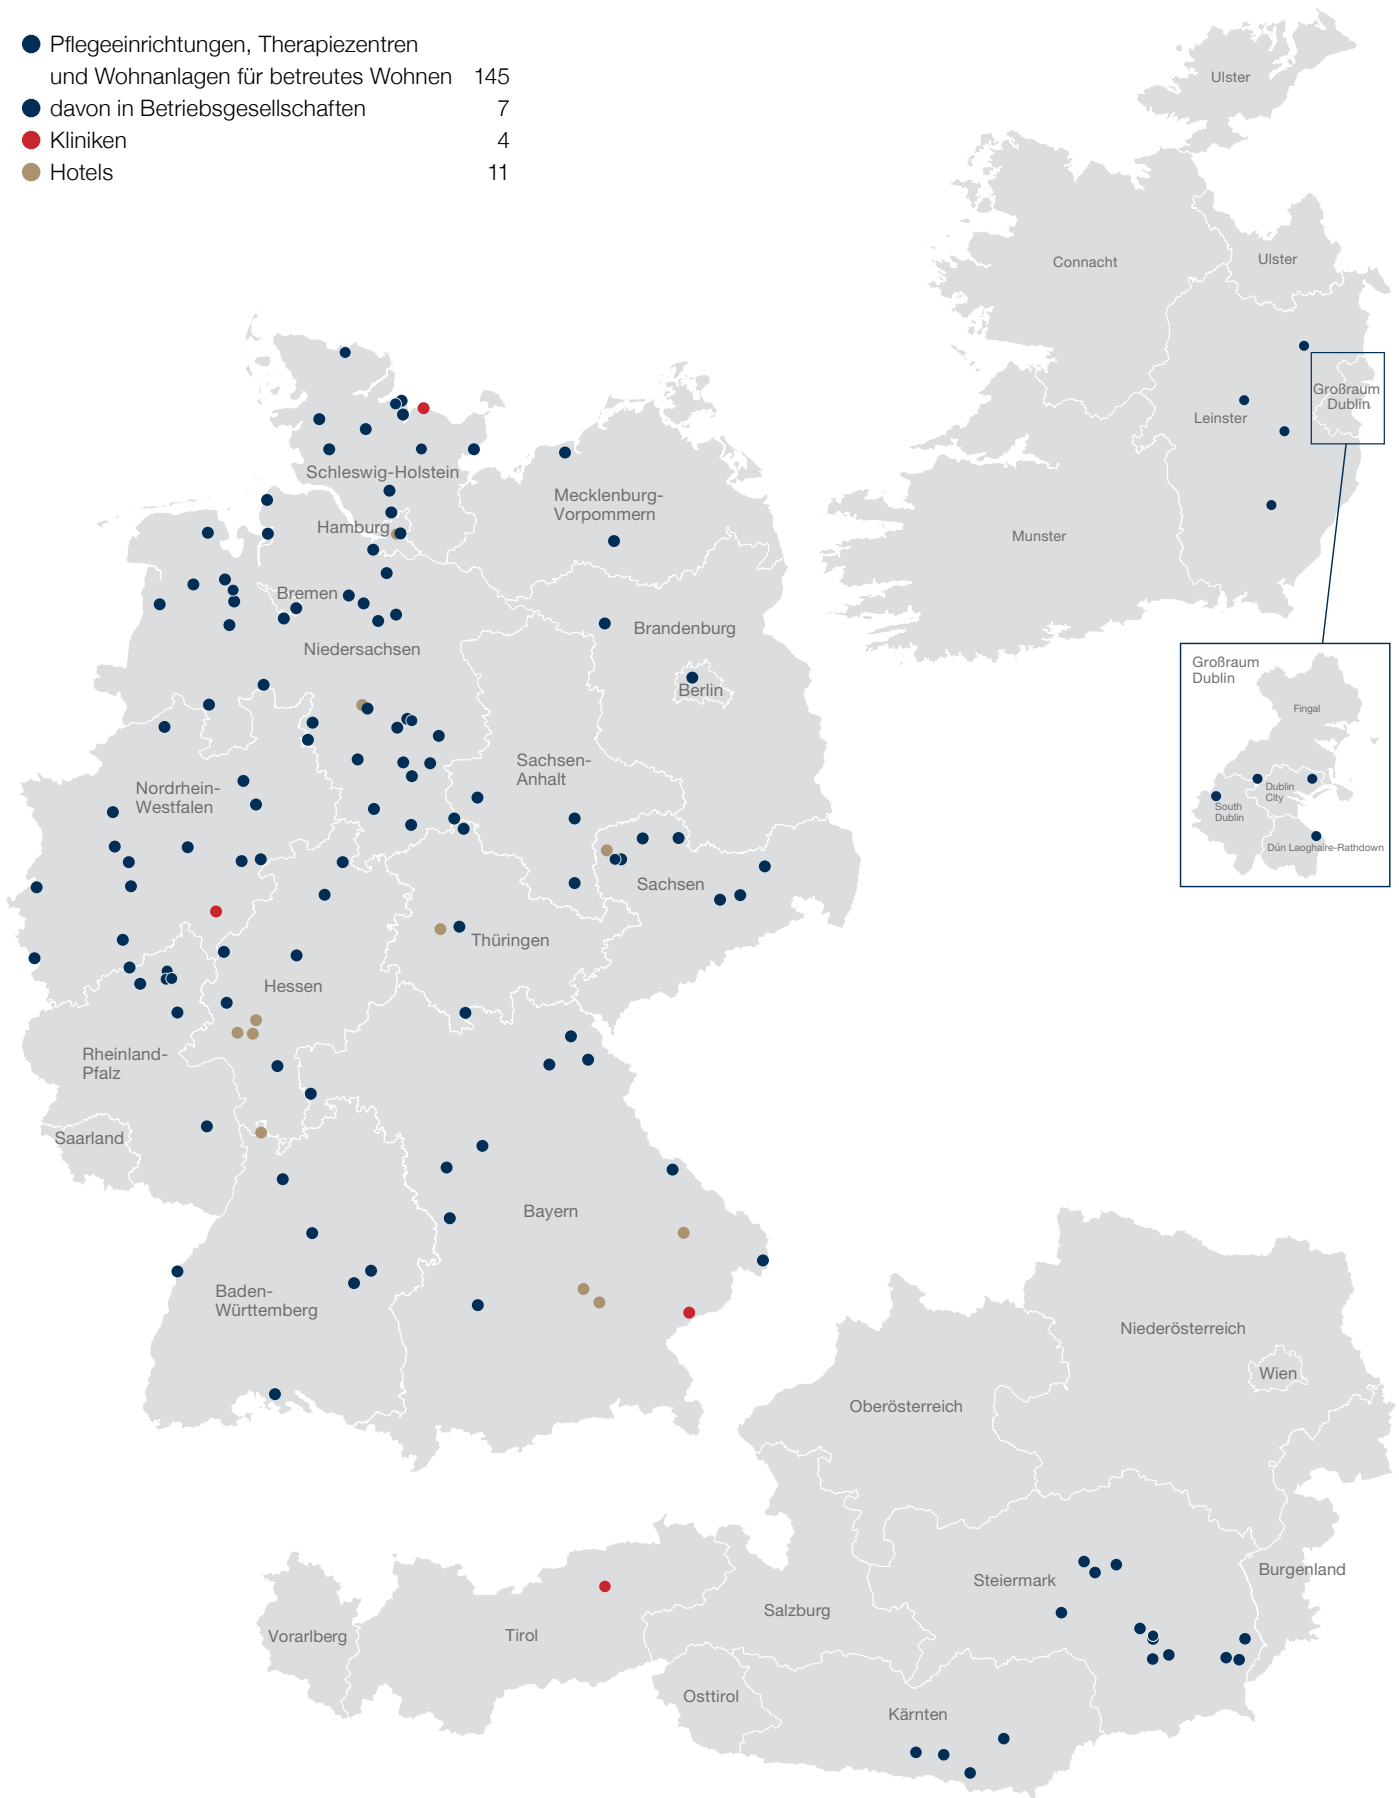 Pflegeeinrichtungen, Therapiezentren
und Wohnanlagen für betreutes Wohnen 145
davon in Betriebsgesellschaften 7
Kliniken 4
Hotels 11
Ulster
Connacht
Ulster
Großraum
Dublin
Leinster
Munster
Großraum
Dublin
Fingal
Dublin
City
South
Dublin
Dún Laoghaire-Rathdown
Schleswig-Holstein
Mecklenburg-
Vorpommern
Hamburg
Bremen
Niedersachsen
Brandenburg
Berlin
Sachsen-
Anhalt
Nordrhein-
Westfalen
Sachsen
Thüringen
Hessen
Rheinland-
Pfalz
Saarland
Bayern
Baden-
Württemberg
Niederösterreich
Wien
Oberösterreich
Burgenland
Steiermark
Salzburg
Tirol
Vorarlberg
Osttirol
Kärnten